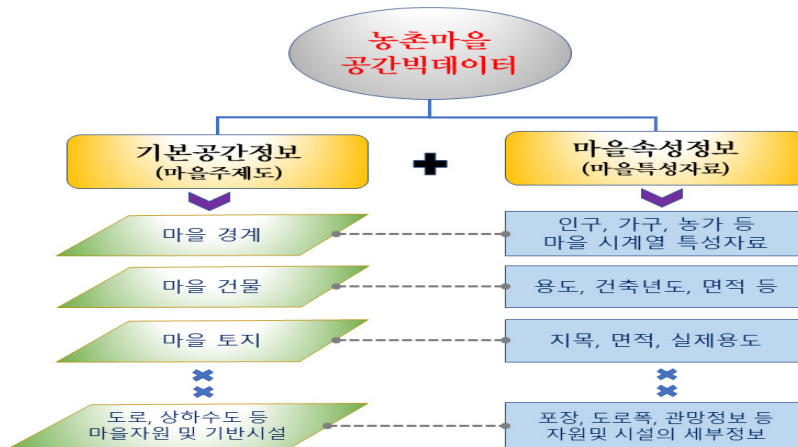 농촌마을
공간빅데이터
기본공간정보
(마을주제도)
마을속성정보
(마을특성자료)
마을 경계
인구, 가구, 농가 등
마을 시계열 특성자료
마을 건물
용도, 건축년도, 면적 등
마을 토지
지목, 면적, 실제용도
도로, 상하수도 등
마을자원 및 기반시설
포장, 도로폭, 관망정보 등
자원및 시설의 세부정보